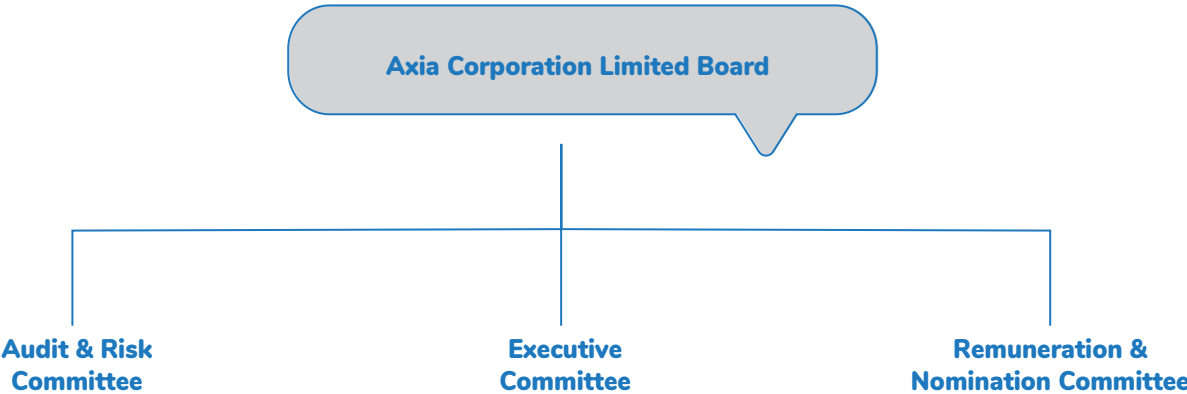 Axia Corporation Limited Board
Audit & Risk
Committee
Executive
Committee
Remuneration &
Nomination Committee